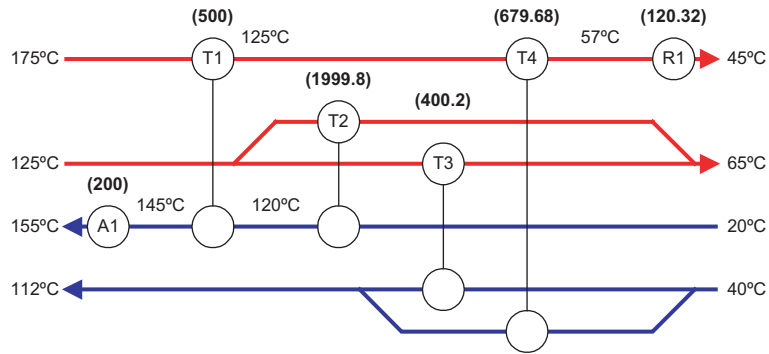 (500) (679.68) (120.32)
175ºC T1 125ºC T4 57ºC R1 45ºC
(1999.8) (400.2)
T2
125ºC T3 65ºC
(200)
155ºC A1 145ºC 120ºC 20ºC
112ºC 40ºC